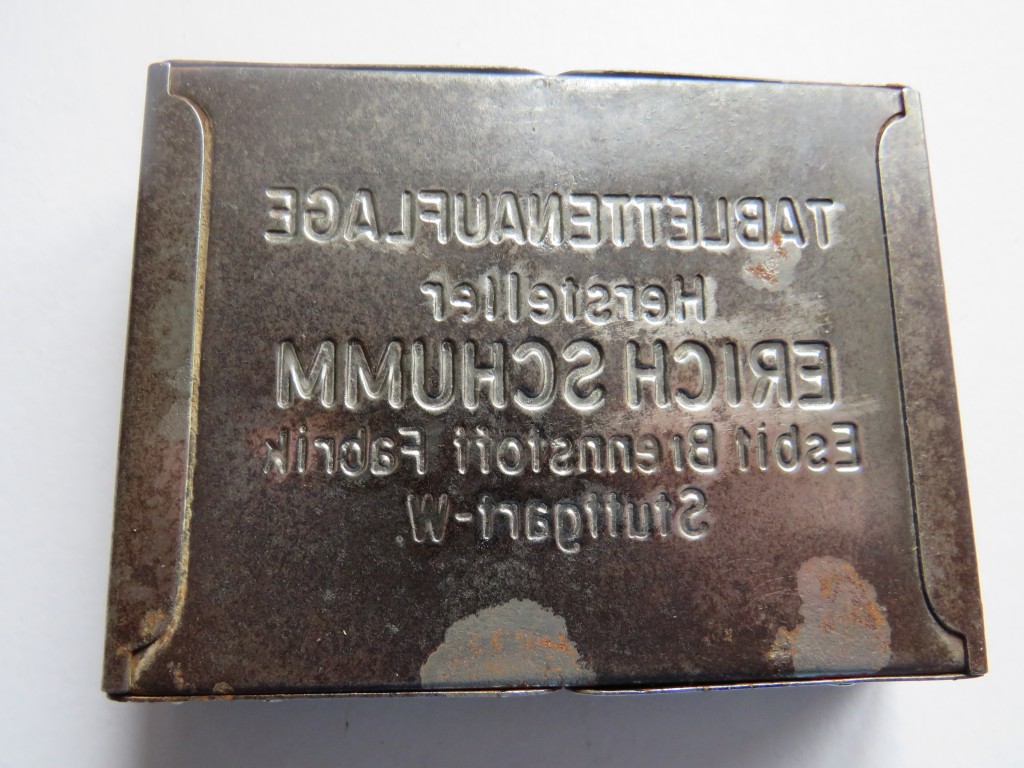 TABLETTENAUFLAGE
Hersteller
ERICH SCHUMM
Esbit Brennstoff Fabrik
Stuttgart-W.